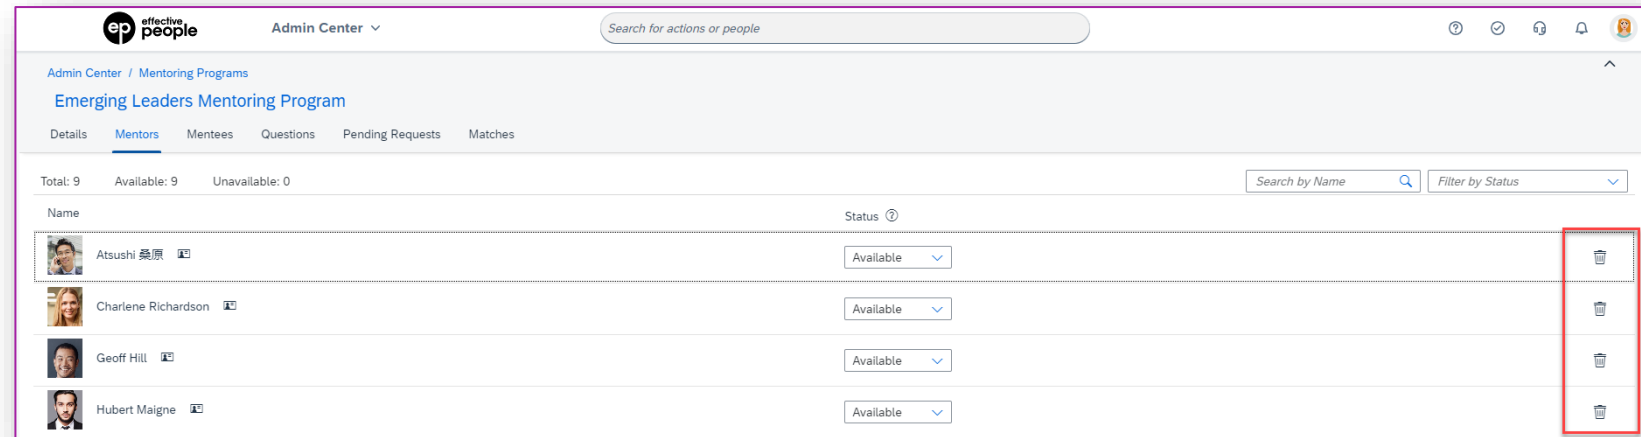 ep effective people
Admin Center
Search for actions or people
Admin Center / Mentoring Programs
Emerging Leaders Mentoring Program
Details Mentors Mentees Questions Pending Requests Matches
Total: 9 Available: 9 Unavailable: 0 Search by Name Filter by Status
Name Status
Atsushi 桑原 Available
Charlene Richardson Available
Geoff Hill Available
Hubert Maigne Available